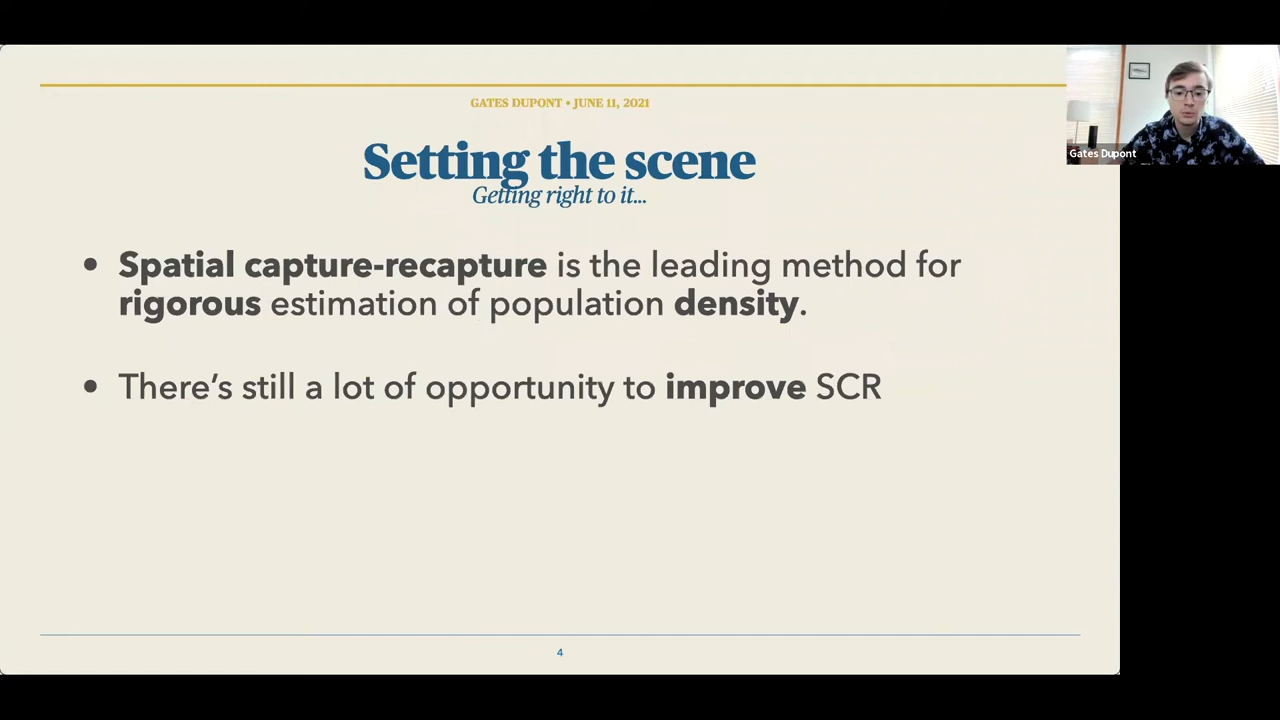 GATES DUPONT • JUNE 11, 2021
Setting the scene
Getting right to it...
• Spatial capture-recapture is the leading method for
rigorous estimation of population density.
• There's still a lot of opportunity to improve SCR
4
Gates Dupont